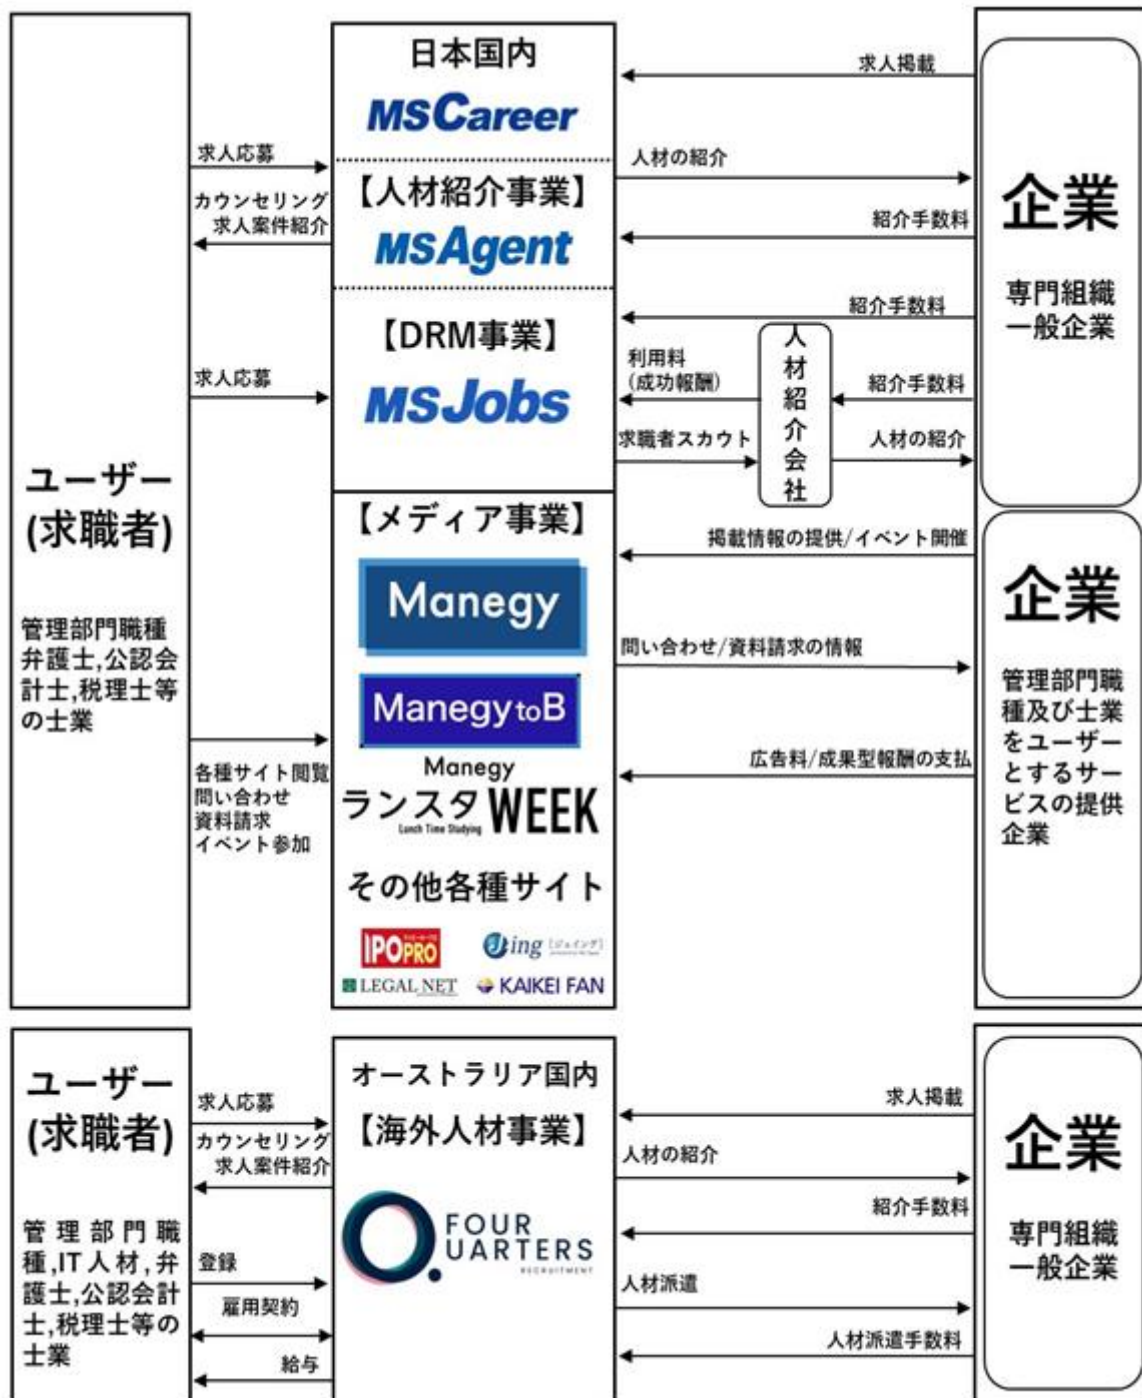 日本国内
MSCareer
求人掲載
求人応募
人材の紹介
カウンセリング
求人案件紹介
【人材紹介事業】
MSAgent
紹介手数料
企業
専門組織
一般企業
【DRM事業】
MSJobs
紹介手数料
求人応募
利用料
(成功報酬)
人材紹介会社
紹介手数料
求職者スカウト
人材の紹介
ユーザー
(求職者)
管理部門職種
弁護士,公認会
計士,税理士等
の士業
【メディア事業】
Manegy
Manegy toB
Manegy
ランスタ WEEK
Lunch Time Studying
掲載情報の提供/イベント開催
問い合わせ/資料請求の情報
広告料/成果型報酬の支払
各種サイト閲覧
問い合わせ
資料請求
イベント参加
企業
管理部門職
種及び士業
をユーザー
とするサー
ビスの提供
企業
その他各種サイト
IPOPRO
Jing [ジェイング]
LEGAL NET
KAIKEI FAN
ユーザー
(求職者)
管理部門職
種,IT人材,弁
護士,公認会計
士,税理士等の
士業
求人応募
カウンセリング
求人案件紹介
登録
雇用契約
給与
オーストラリア国内
【海外人材事業】
FOUR
QUARTERS
RECRUITMENT
求人掲載
人材の紹介
紹介手数料
人材派遣
人材派遣手数料
企業
専門組織
一般企業